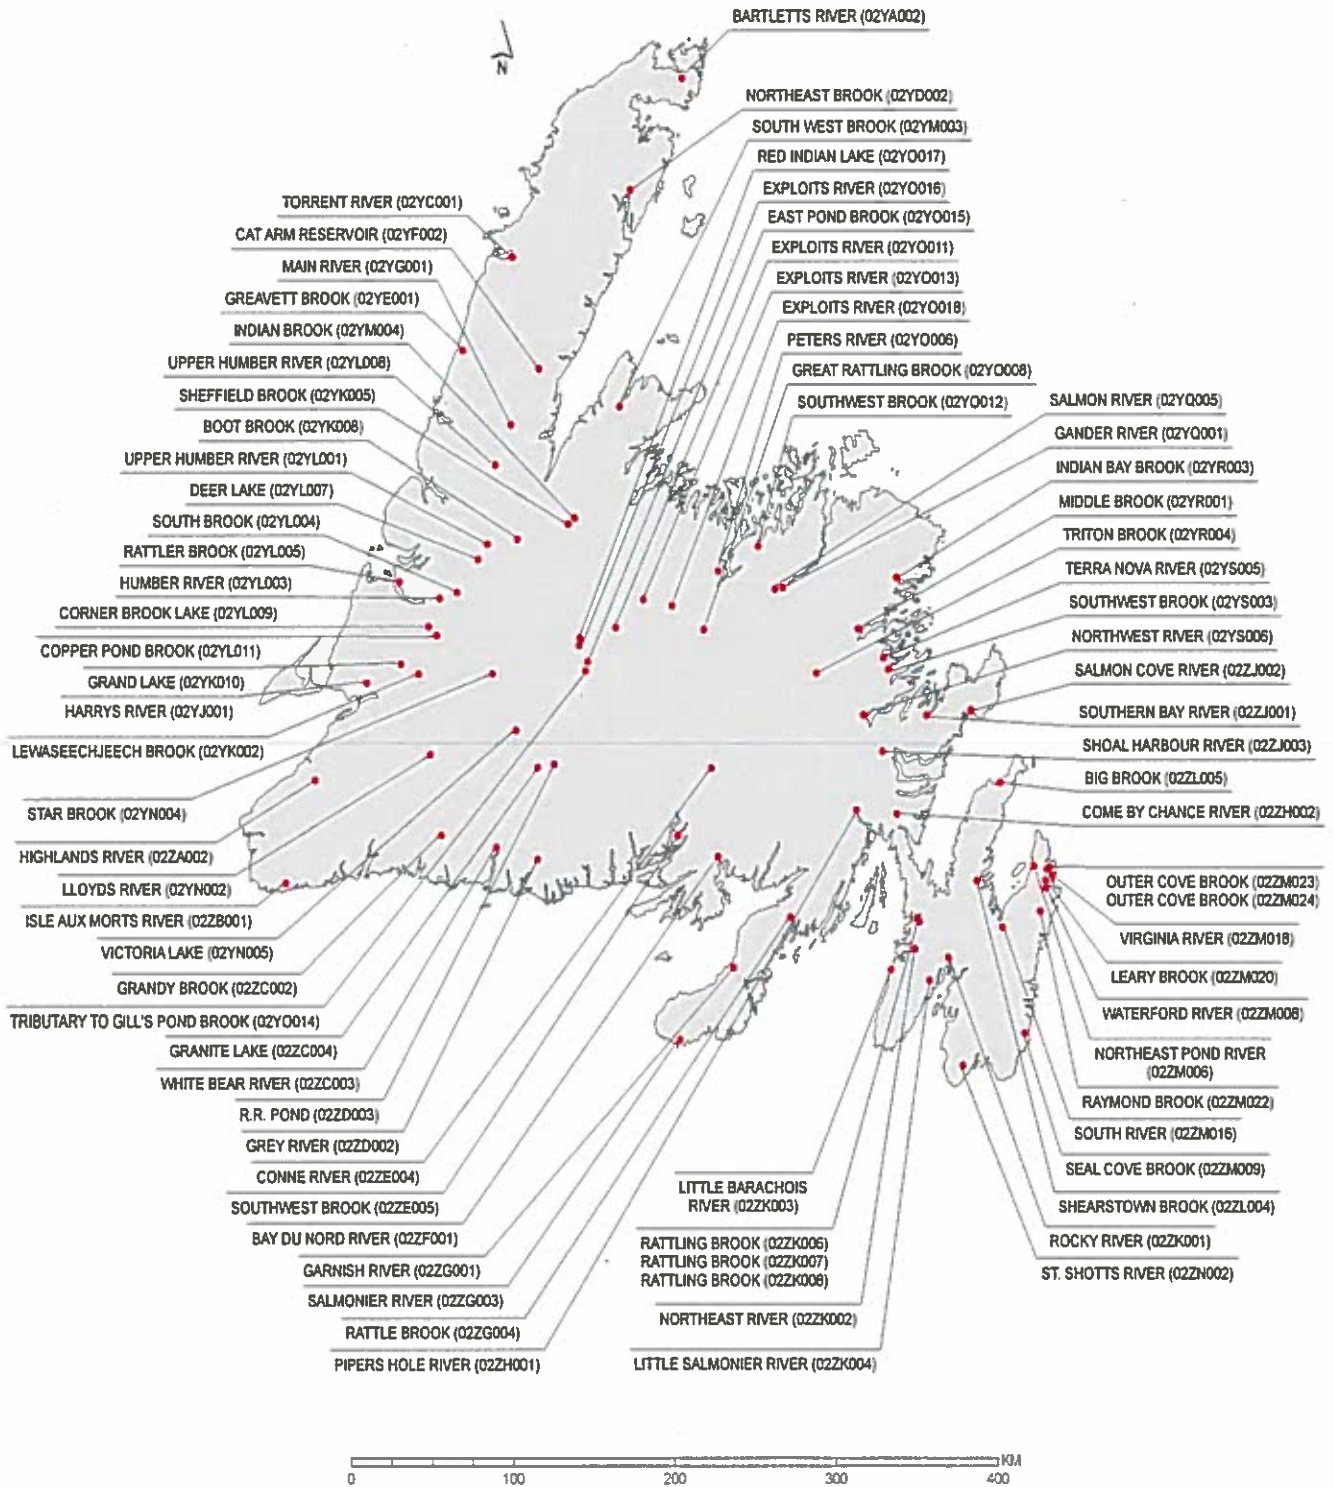 BARTLETTS RIVER (02YA002)
N
NORTHEAST BROOK (02YD002)
SOUTH WEST BROOK (02YM003)
RED INDIAN LAKE (02YO017)
EXPLOITS RIVER (02YO016)
EAST POND BROOK (02YO015)
EXPLOITS RIVER (02YO011)
EXPLOITS RIVER (02YO013)
EXPLOITS RIVER (02YO018)
PETERS RIVER (02YO006)
GREAT RATTLING BROOK (02YO008)
SOUTHWEST BROOK (02YO012)
TORRENT RIVER (02YC001)
CAT ARM RESERVOIR (02YF002)
MAIN RIVER (02YG001)
GREAVETT BROOK (02YE001)
INDIAN BROOK (02YM004)
UPPER HUMBER RIVER (02YL008)
SHEFFIELD BROOK (02YK005)
BOOT BROOK (02YK008)
UPPER HUMBER RIVER (02YL001)
DEER LAKE (02YL007)
SOUTH BROOK (02YL004)
RATTLER BROOK (02YL005)
HUMBER RIVER (02YL003)
CORNER BROOK LAKE (02YL009)
COPPER POND BROOK (02YL011)
GRAND LAKE (02YK010)
HARRYS RIVER (02YJ001)
LEWASEECHJEECH BROOK (02YK002)
STAR BROOK (02YN004)
HIGHLANDS RIVER (02ZA002)
LLOYDS RIVER (02YN002)
ISLE AUX MORTS RIVER (02ZB001)
VICTORIA LAKE (02YN005)
GRANDY BROOK (02ZC002)
TRIBUTARY TO GILL'S POND BROOK (02YO014)
GRANITE LAKE (02ZC004)
WHITE BEAR RIVER (02ZC003)
R.R. POND (02ZD003)
GREY RIVER (02ZD002)
CONNE RIVER (02ZE004)
SOUTHWEST BROOK (02ZE005)
BAY DU NORD RIVER (02ZF001)
GARNISH RIVER (02ZG001)
SALMONIER RIVER (02ZG003)
RATTLE BROOK (02ZG004)
PIPERS HOLE RIVER (02ZH001)
SALMON RIVER (02YQ005)
GANDER RIVER (02YQ001)
INDIAN BAY BROOK (02YR003)
MIDDLE BROOK (02YR001)
TRITON BROOK (02YR004)
TERRA NOVA RIVER (02YS005)
SOUTHWEST BROOK (02YS003)
NORTHWEST RIVER (02YS006)
SALMON COVE RIVER (02ZJ002)
SOUTHERN BAY RIVER (02ZJ001)
SHOAL HARBOUR RIVER (02ZJ003)
BIG BROOK (02ZL005)
COME BY CHANCE RIVER (02ZH002)
OUTER COVE BROOK (02ZM023)
OUTER COVE BROOK (02ZM024)
VIRGINIA RIVER (02ZM018)
LEARY BROOK (02ZM020)
WATERFORD RIVER (02ZM008)
NORTHEAST POND RIVER
(02ZM006)
RAYMOND BROOK (02ZM022)
SOUTH RIVER (02ZM016)
SEAL COVE BROOK (02ZM009)
SHEARSTOWN BROOK (02ZL004)
ROCKY RIVER (02ZK001)
ST. SHOTTS RIVER (02ZN002)
LITTLE BARACHOIS
RIVER (02ZK003)
RATTLING BROOK (02ZK006)
RATTLING BROOK (02ZK007)
RATTLING BROOK (02ZK008)
NORTHEAST RIVER (02ZK002)
LITTLE SALMONIER RIVER (02ZK004)
KM
0 100 200 300 400